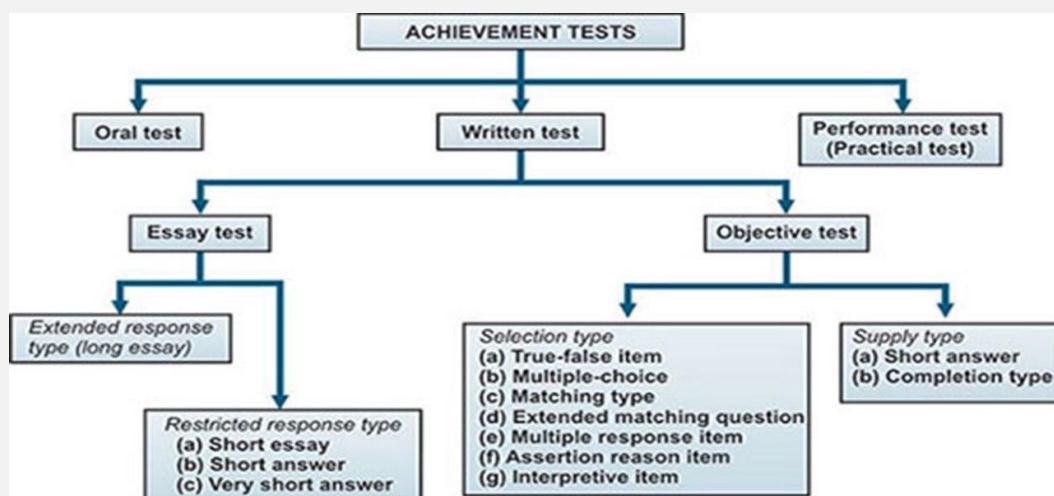 ACHIEVEMENT TESTS
Oral test
Written test
Performance test
(Practical test)
Essay test
Objective test
Extended response
type (long essay)
Restricted response type
(a) Short essay
(b) Short answer
(c) Very short answer
Selection type
(a) True-false item
(b) Multiple-choice
(c) Matching type
(d) Extended matching question
(e) Multiple response item
(f) Assertion reason item
(g) Interpretive item
Supply type
(a) Short answer
(b) Completion type